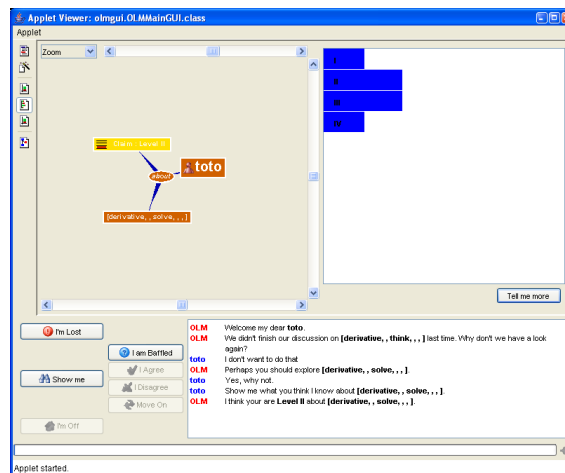 Applet Viewer: olmgui.OLMMainGUI.class
Applet
Zoom
I
II
III
IV
Claim : Level II
about
toto
[derivative, , solve, , , ]
Tell me more
I'm Lost
I am Baffled
I Agree
Show me
I Disagree
Move On
I'm Off
OLM Welcome my dear toto.
OLM We didn't finish our discussion on [derivative, , think, , , ] last time. Why don't we have a look
again?
toto I don't want to do that
OLM Perhaps you should explore [derivative, , solve, , , ].
toto Yes, why not.
toto Show me what you think I know about [derivative, , solve, , , ].
OLM I think your are Level II about [derivative, , solve, , , ].
Applet started.